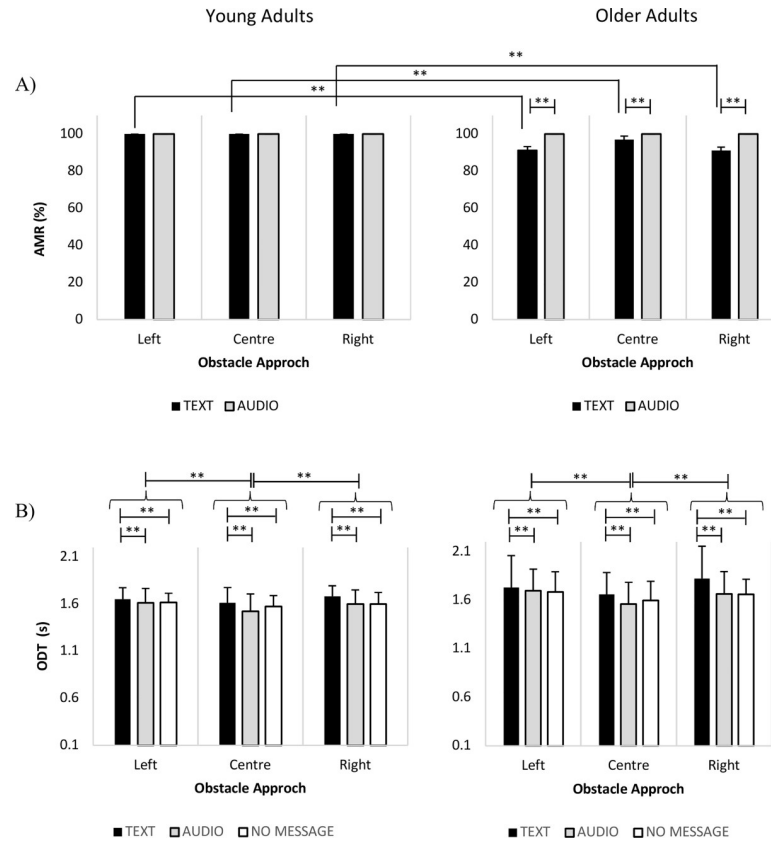 Young Adults
Older Adults
A)
**
**
**
**
**
**
100
80
60
40
20
0
AMR (%)
Left
Centre
Right
Obstacle Approch
TEXT
AUDIO
100
80
60
40
20
0
Left
Centre
Right
Obstacle Approch
TEXT
AUDIO
B)
**
**
**
**
**
**
**
**
2.1
1.6
1.1
0.6
0.1
ODT (s)
Left
Centre
Right
Obstacle Approch
TEXT
AUDIO
NO MESSAGE
**
**
**
**
**
**
**
**
2.1
1.6
1.1
0.6
0.1
Left
Centre
Right
Obstacle Approch
TEXT
AUDIO
NO MESSAGE